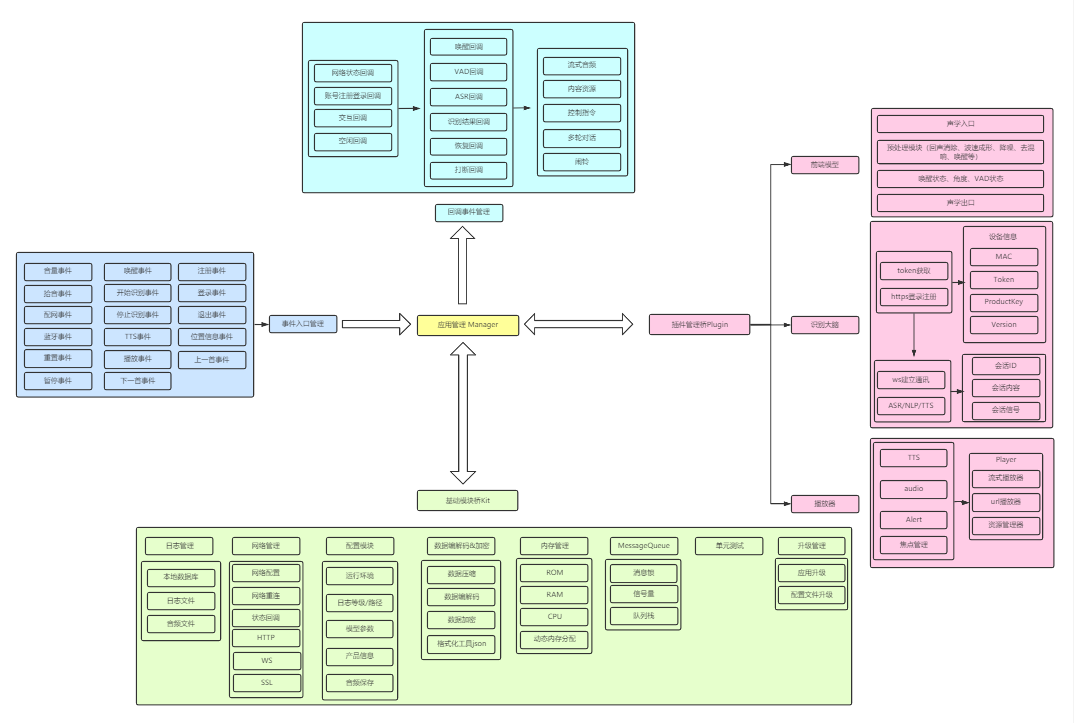 网络状态回调
账号注册登录回调
交互回调
空闲回调
唤醒回调
VAD回调
ASR回调
识别结果回调
恢复回调
打断回调
流式音频
内容资源
控制指令
多轮对话
闹铃
回调事件管理
音量事件
拾音事件
配网事件
蓝牙事件
重置事件
暂停事件
唤醒事件
开始识别事件
停止识别事件
TTS事件
播放事件
下一首事件
注册事件
登录事件
退出事件
位置信息事件
上一首事件
事件入口管理
应用管理 Manager
插件管理桥Plugin
前端模型
识别大脑
播放器
声学入口
预处理模块（回声消除、波速成形、降噪、去混
响、唤醒等）
唤醒状态、角度、VAD状态
声学出口
token获取
https登录注册
设备信息
MAC
Token
ProductKey
Version
ws建立通讯
ASR/NLP/TTS
会话ID
会话内容
会话信号
TTS
audio
Alert
焦点管理
Player
流式播放器
url播放器
资源管理器
基础模块桥Kit
日志管理
本地数据库
日志文件
音频文件
网络管理
网络配置
网络重连
状态回调
HTTP
WS
SSL
配置模块
运行环境
日志等级/路径
模型参数
产品信息
音频保存
数据编解码&加密
数据压缩
数据编解码
数据加密
格式化工具json
内存管理
ROM
RAM
CPU
动态内存分配
MessageQueue
消息锁
信号量
队列栈
单元测试
升级管理
应用升级
配置文件升级